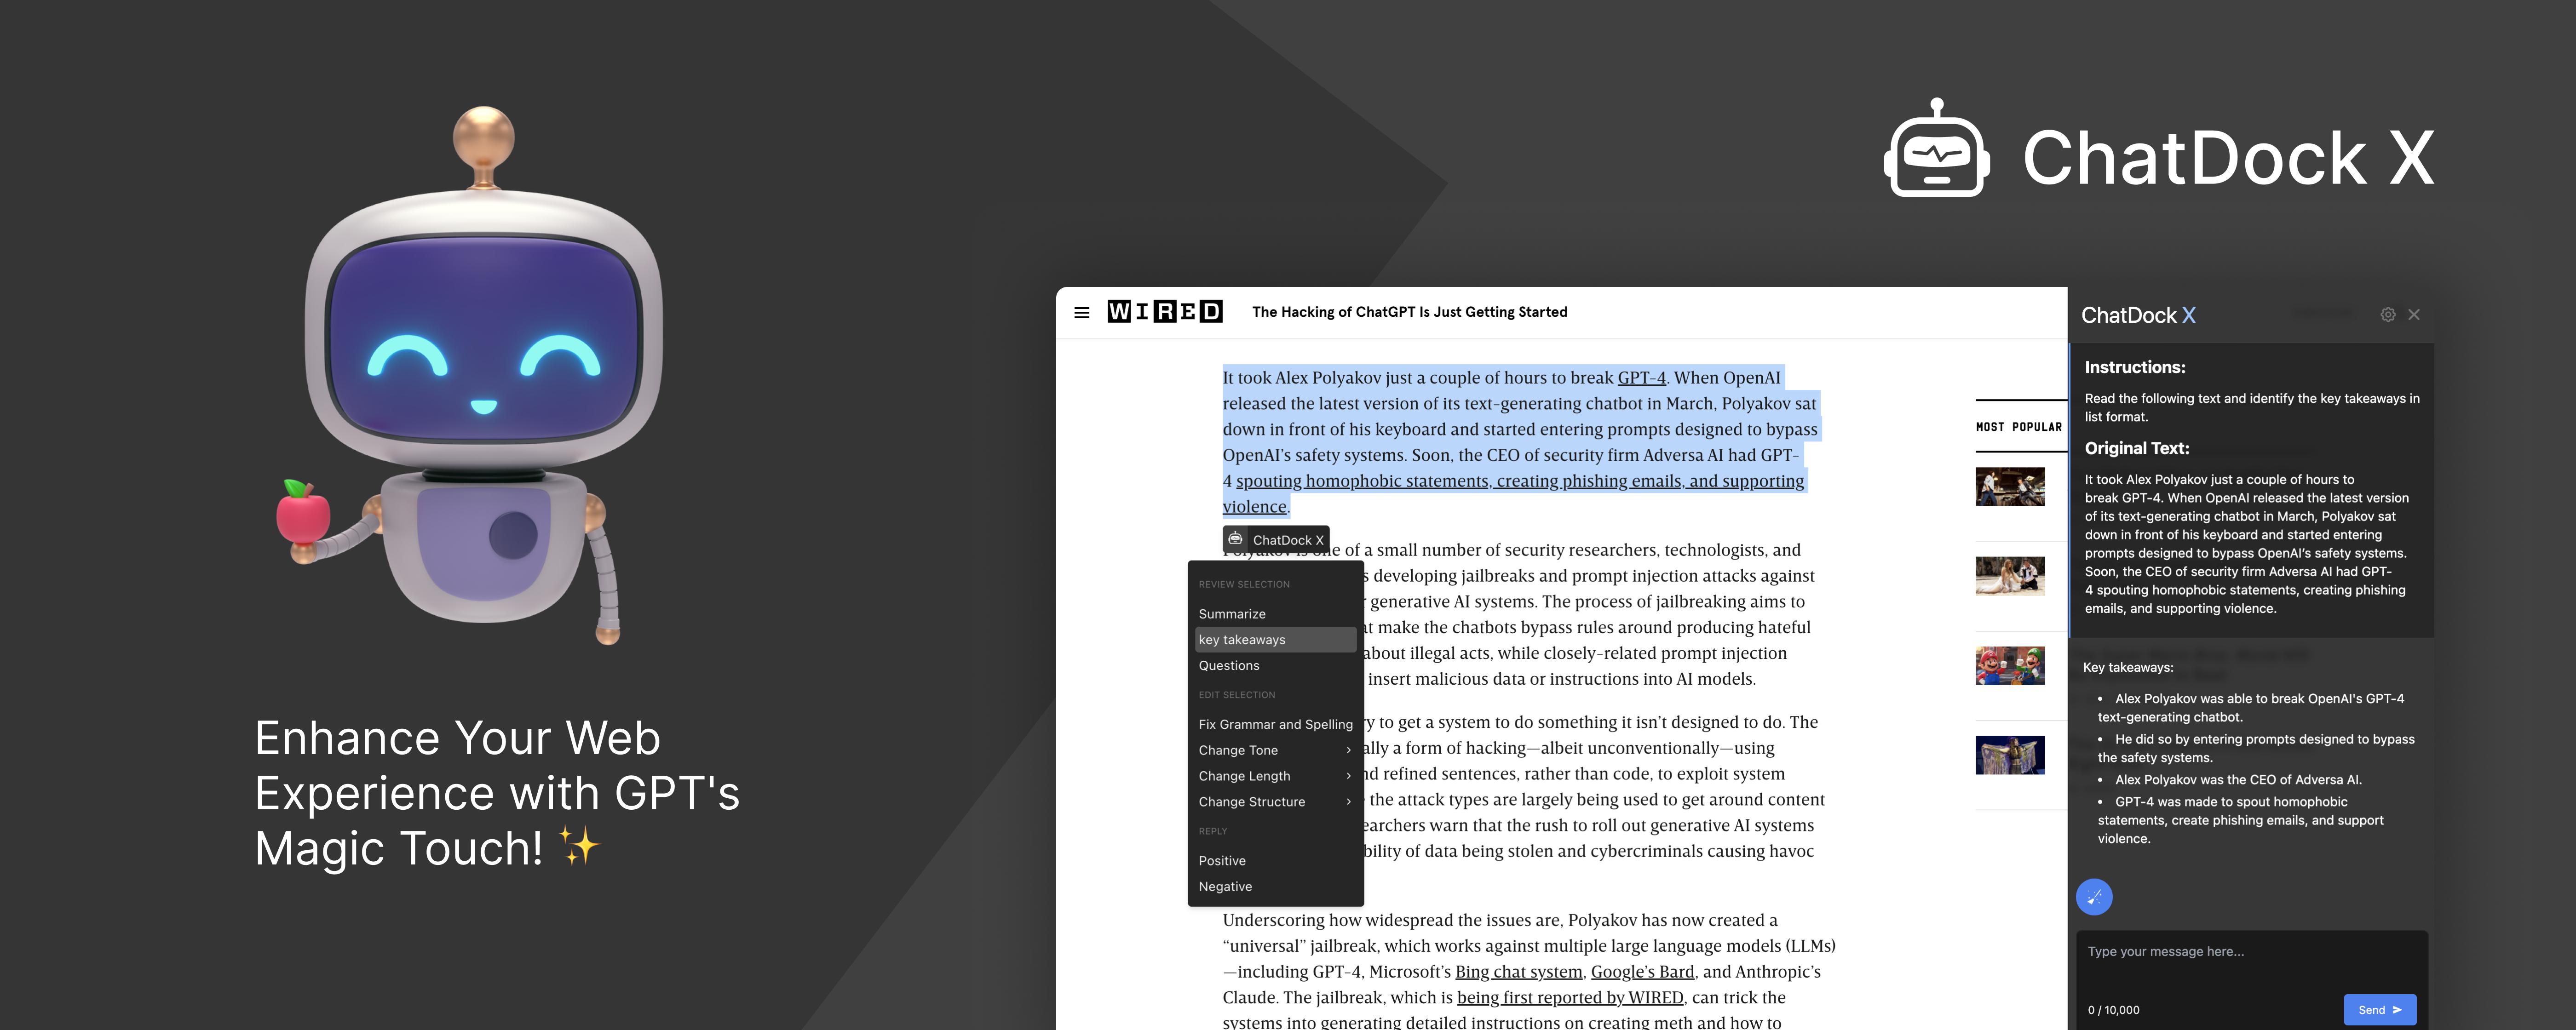 Enhance Your Web
Experience with GPT's
Magic Touch! ✨
ChatDock X
WIRED
The Hacking of ChatGPT Is Just Getting Started
It took Alex Polyakov just a couple of hours to break GPT-4. When OpenAI
released the latest version of its text-generating chatbot in March, Polyakov sat
down in front of his keyboard and started entering prompts designed to bypass
OpenAI’s safety systems. Soon, the CEO of security firm Adversa AI had GPT-
4 spouting homophobic statements, creating phishing emails, and supporting
violence.
ChatDock X
one of a small number of security researchers, technologists, and
developing jailbreaks and prompt injection attacks against
generative AI systems. The process of jailbreaking aims to
make the chatbots bypass rules around producing hateful
about illegal acts, while closely-related prompt injection
insert malicious data or instructions into AI models.
to get a system to do something it isn’t designed to do. The
a form of hacking—albeit unconventionally—using
refined sentences, rather than code, to exploit system
the attack types are largely being used to get around content
warn that the rush to roll out generative AI systems
of data being stolen and cybercriminals causing havoc
Underscoring how widespread the issues are, Polyakov has now created a
“universal” jailbreak, which works against multiple large language models (LLMs)
—including GPT-4, Microsoft’s Bing chat system, Google’s Bard, and Anthropic’s
Claude. The jailbreak, which is being first reported by WIRED, can trick the
systems into generating detailed instructions on creating meth and how to
REVIEW SELECTION
Summarize
key takeaways
Questions
EDIT SELECTION
Fix Grammar and Spelling
Change Tone
Change Length
Change Structure
REPLY
Positive
Negative
MOST POPULAR
ChatDock X
Instructions:
Read the following text and identify the key takeaways in
list format.
Original Text:
It took Alex Polyakov just a couple of hours to
break GPT-4. When OpenAI released the latest version
of its text-generating chatbot in March, Polyakov sat
down in front of his keyboard and started entering
prompts designed to bypass OpenAI’s safety systems.
Soon, the CEO of security firm Adversa AI had GPT-
4 spouting homophobic statements, creating phishing
emails, and supporting violence.
Key takeaways:
• Alex Polyakov was able to break OpenAI's GPT-4
text-generating chatbot.
• He did so by entering prompts designed to bypass
the safety systems.
• Alex Polyakov was the CEO of Adversa AI.
• GPT-4 was made to spout homophobic
statements, create phishing emails, and support
violence.
Type your message here...
0 / 10,000
Send